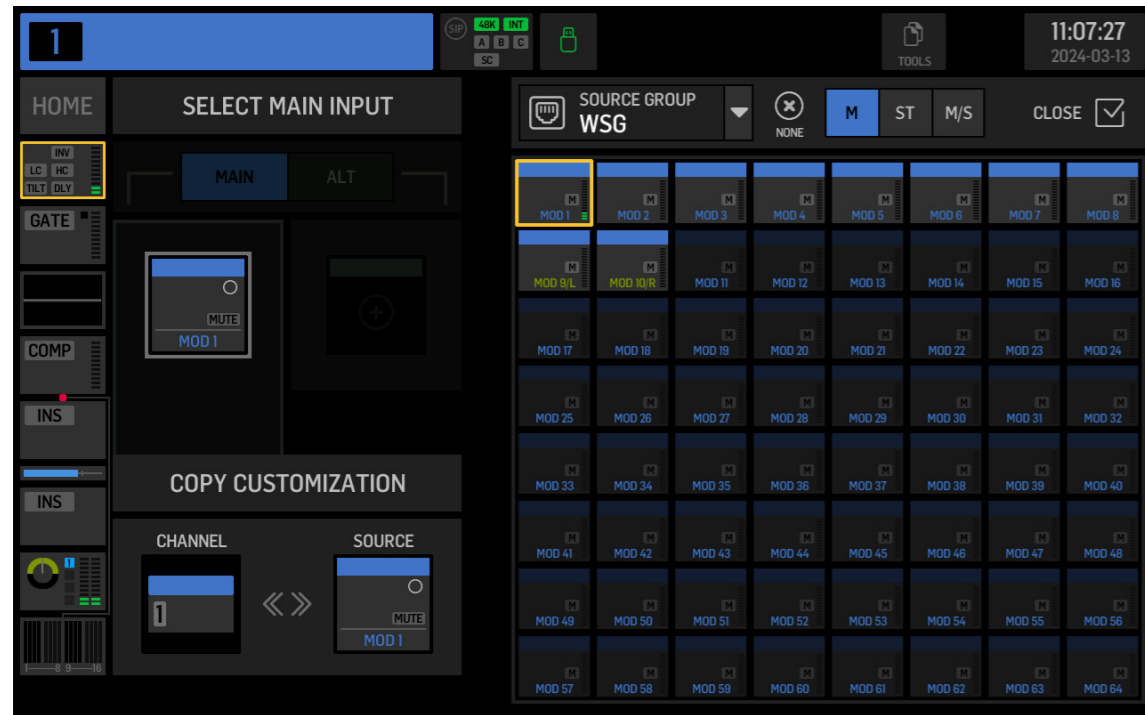 1
SIP
48K INT
A B C
SC
TOOLS
11:07:27
2024-03-13
HOME
SELECT MAIN INPUT
SOURCE GROUP
WSG
NONE
M ST M/S
CLOSE
INV
LC HC
TILT DLY
GATE
COMP
INS
INS
1 8 9 16
MAIN ALT
MUTE
MOD 1
COPY CUSTOMIZATION
CHANNEL SOURCE
1
MUTE
MOD 1
1
M M M M M M M M
MOD 1 MOD 2 MOD 3 MOD 4 MOD 5 MOD 6 MOD 7 MOD 8
M M M M M M M M
MOD 9/L MOD 10/R MOD 11 MOD 12 MOD 13 MOD 14 MOD 15 MOD 16
M M M M M M M M
MOD 17 MOD 18 MOD 19 MOD 20 MOD 21 MOD 22 MOD 23 MOD 24
M M M M M M M M
MOD 25 MOD 26 MOD 27 MOD 28 MOD 29 MOD 30 MOD 31 MOD 32
M M M M M M M M
MOD 33 MOD 34 MOD 35 MOD 36 MOD 37 MOD 38 MOD 39 MOD 40
M M M M M M M M
MOD 41 MOD 42 MOD 43 MOD 44 MOD 45 MOD 46 MOD 47 MOD 48
M M M M M M M M
MOD 49 MOD 50 MOD 51 MOD 52 MOD 53 MOD 54 MOD 55 MOD 56
M M M M M M M M
MOD 57 MOD 58 MOD 59 MOD 60 MOD 61 MOD 62 MOD 63 MOD 64